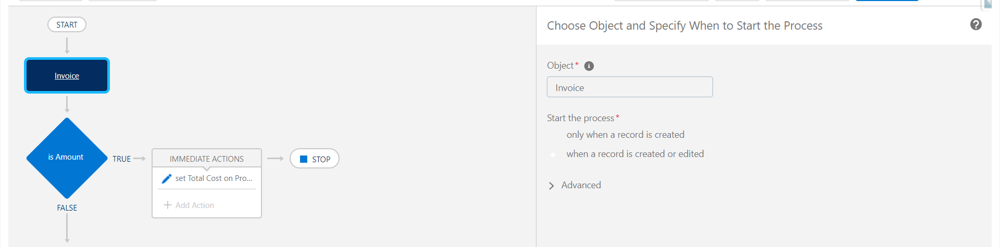 START
Invoice
is Amount
TRUE
FALSE
IMMEDIATE ACTIONS
set Total Cost on Pro...
Add Action
STOP
Choose Object and Specify When to Start the Process
Object*
Invoice
Start the process*
only when a record is created
when a record is created or edited
Advanced